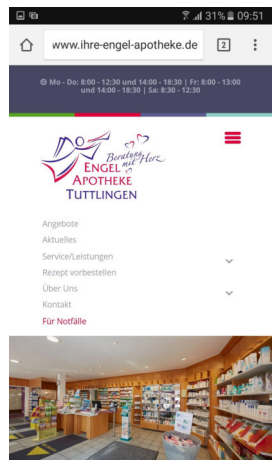 31% 09:51
www.ihre-engel-apotheke.de 2
Mo - Do: 8:00 - 12:30 und 14:00 - 18:30 | Fr: 8:00 - 13:00
und 14:00 - 18:30 | Sa: 8:30 - 12:30
Beratung
mit Herz
ENGEL
APOTHEKE
TUTTLINGEN
Angebote
Aktuelles
Service/Leistungen
Rezept vorbestellen
Über Uns
Kontakt
Für Notfälle